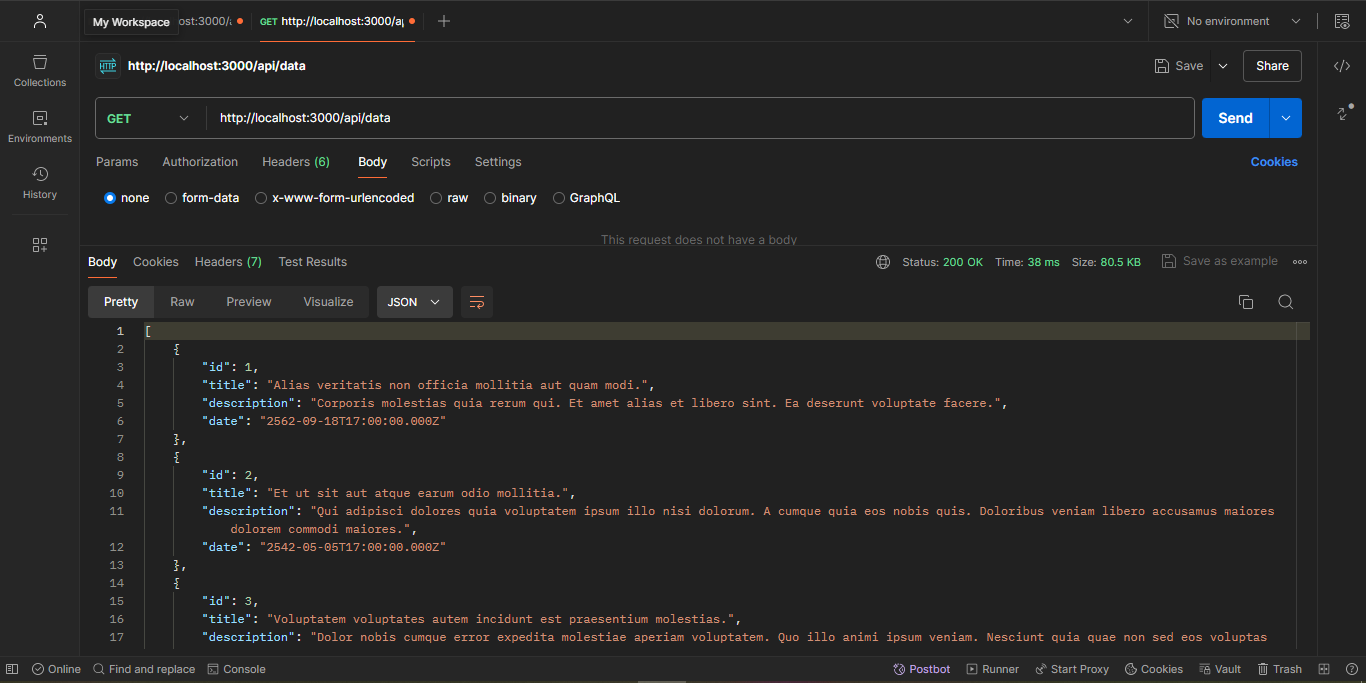 My Workspace
GET http://localhost:3000/a
No environment
Collections
Environments
History
HTTP http://localhost:3000/api/data
Save
Share
GET
http://localhost:3000/api/data
Send
Params Authorization Headers (6) Body Scripts Settings
Cookies
none form-data x-www-form-urlencoded raw binary GraphQL
This request does not have a body
Body Cookies Headers (7) Test Results
Status: 200 OK Time: 38 ms Size: 80.5 KB Save as example
Pretty Raw Preview Visualize JSON
1 [
2 {
3 "id": 1,
4 "title": "Alias veritatis non officia mollitia aut quam modi.",
5 "description": "Corporis molestias quia rerum qui. Et amet alias et libero sint. Ea deserunt voluptate facere.",
6 "date": "2562-09-18T17:00:00.000Z"
7 },
8 {
9 "id": 2,
10 "title": "Et ut sit aut atque earum odio mollitia.",
11 "description": "Qui adipisci dolores quia voluptatem ipsum illo nisi dolorum. A cumque quia eos nobis quis. Doloribus veniam libero accusamus maiores
dolorem commodi maiores.",
12 "date": "2542-05-05T17:00:00.000Z"
13 },
14 {
15 "id": 3,
16 "title": "Voluptatem voluptates autem incidunt est praesentium molestias.",
17 "description": "Dolor nobis cumque error expedita molestiae aperiam voluptatem. Quo illo animi ipsum veniam. Nesciunt quia quae non sed eos voluptas
Online Find and replace Console
Postbot Runner Start Proxy Cookies Vault Trash